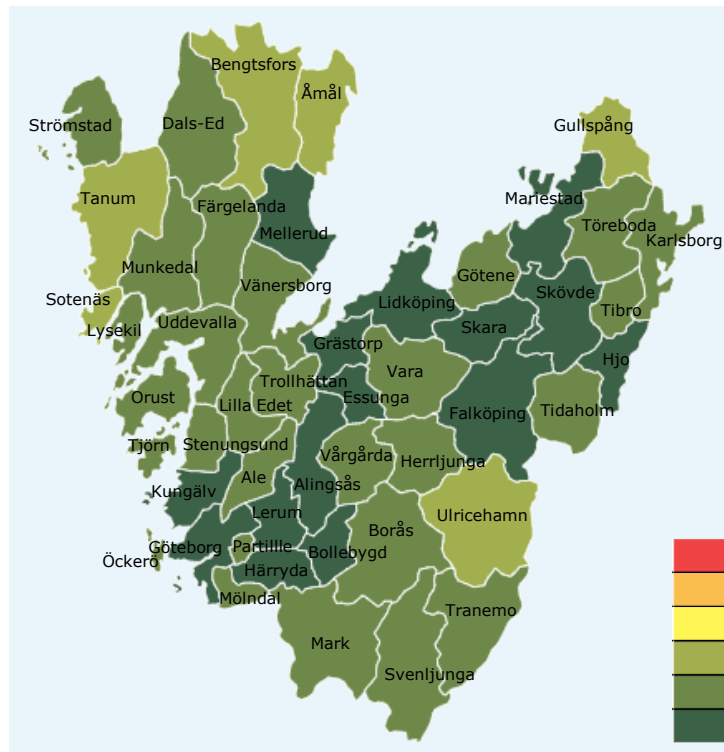 Bengtsfors
Åmål
Strömstad
Dals-Ed
Gullspång
Tanum
Mariestad
Färgelanda
Töreboda
Mellerud
Karlsborg
Munkedal
Götene
Vänersborg
Skövde
Sotenäs
Lidköping
Tibro
Lysekil
Uddevalla
Skara
Grästorp
Hjo
Vara
Trollhättan
Orust
Essunga
Lilla Edet
Falköping
Tidaholm
Tjörn
Stenungsund
Vårgårda
Herrljunga
Ale
Kungälv
Alingsås
Lerum
Ulricehamn
Borås
Göteborg
Partillle
Bollebygd
Öckerö
Härryda
Mölndal
Tranemo
Mark
Svenljunga